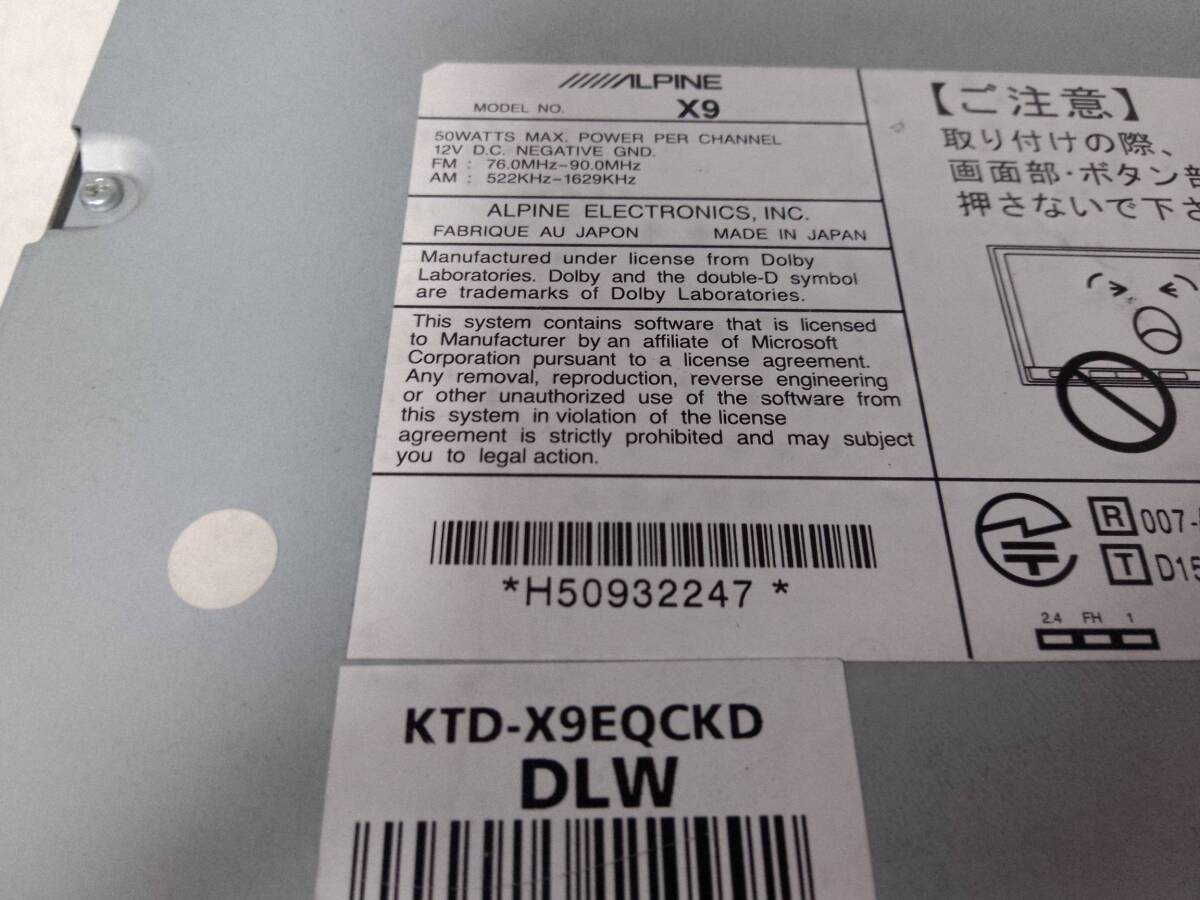 ALPINE
MODEL NO. X9
50WATTS MAX. POWER PER CHANNEL
12V D.C. NEGATIVE GND.
FM : 76.0MHz-90.0MHz
AM : 522KHz-1629KHz
ALPINE ELECTRONICS, INC.
FABRIQUE AU JAPON MADE IN JAPAN
Manufactured under license from Dolby
Laboratories. Dolby and the double-D symbol
are trademarks of Dolby Laboratories.
This system contains software that is licensed
to Manufacturer by an affiliate of Microsoft
Corporation pursuant to a license agreement.
Any removal, reproduction, reverse engineering
or other unauthorized use of the software from
this system in violation of the license
agreement is strictly prohibited and may subject
you to legal action.
*H50932247 *
【ご注意】
取り付けの際、
画面部・ボタン部
押さないで下さ
R 007-
T D15
2.4 FH 1
KTD-X9EQCKD
DLW